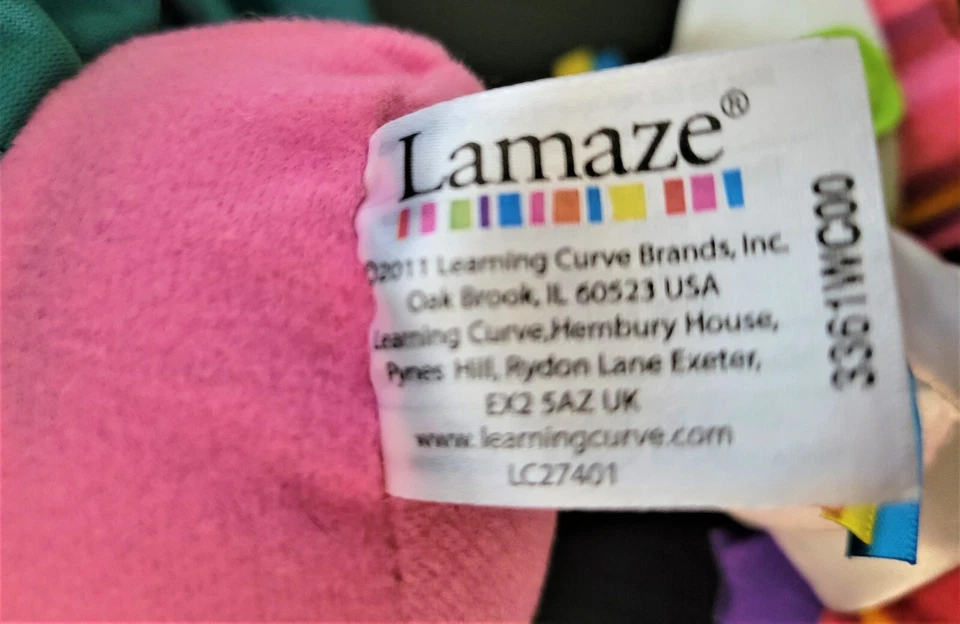 Lamaze®
©2011 Learning Curve Brands, Inc.
Oak Brook, IL 60523 USA
Learning Curve,Hembury House,
Pynes Hill, Rydon Lane Exeter,
EX2 5AZ UK
www.learningcurve.com
LC27401
3361WC00